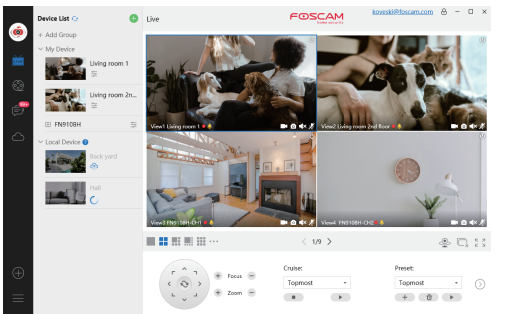 Device List
Live
FOSCAM
koveski@foscam.com
+ Add Group
My Device
Living room 1
Living room 2n...
FN9108H
Local Device
Back yard
Hall
99+
View1 Living room 1
View2 Living room 2nd floor
View3 FN9108H-CH1
View4 FN9108H-CH2
1/9
Focus
Zoom
Cruise:
Topmost
Preset:
Topmost